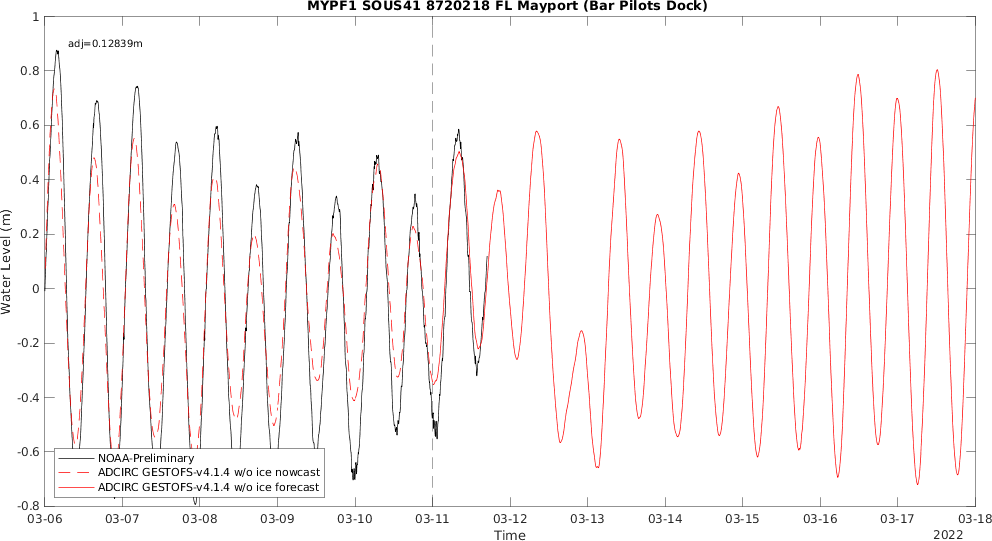 MYPF1 SOUS41 8720218 FL Mayport (Bar Pilots Dock)
adj=0.12839m
1
0.8
0.6
0.4
0.2
0
-0.2
-0.4
-0.6
-0.8
Water Level (m)
NOAA-Preliminary
ADCIRC GESTOFS-v4.1.4 w/o ice nowcast
ADCIRC GESTOFS-v4.1.4 w/o ice forecast
03-06 03-07 03-08 03-09 03-10 03-11 03-12 03-13 03-14 03-15 03-16 03-17 03-18
Time
2022